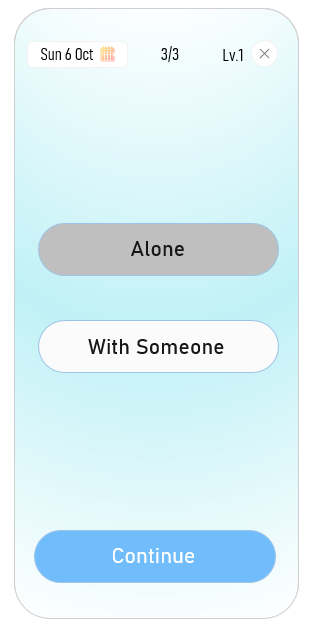 Sun 6 Oct 3/3 Lv.1
Alone
With Someone
Continue